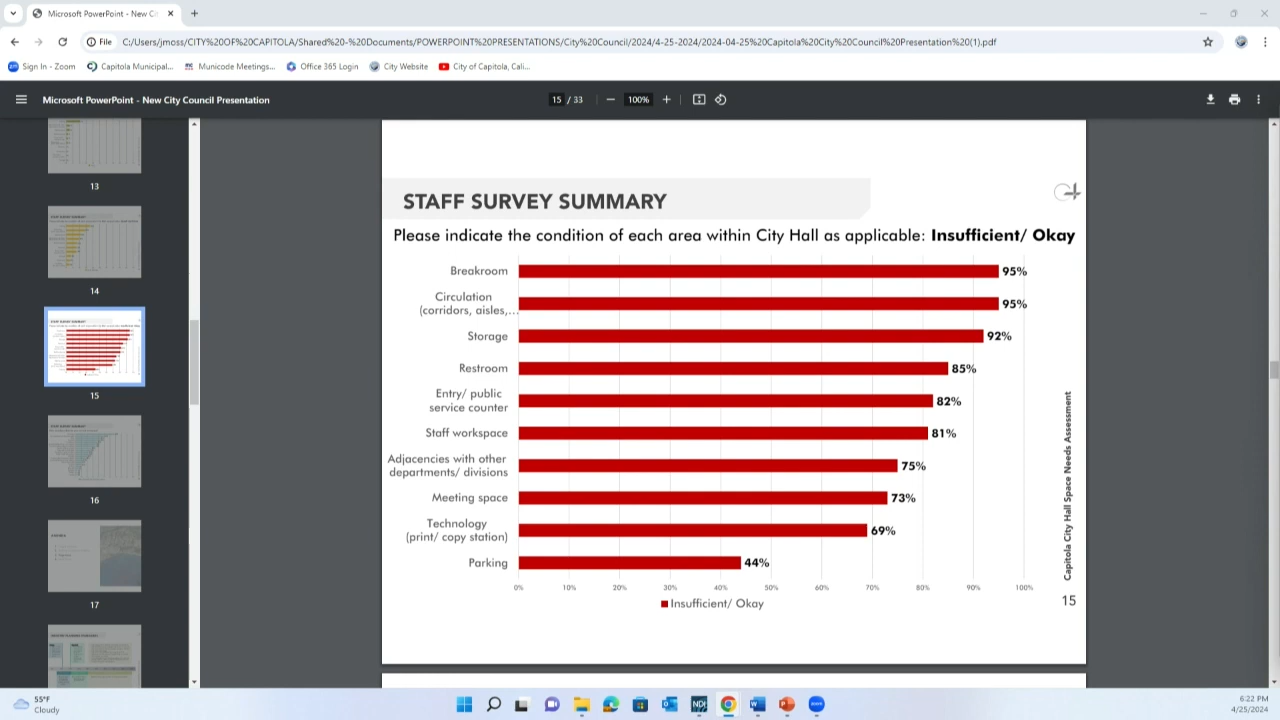 Microsoft PowerPoint - New Ci
File
C:/Users/jmoss/CITY%20OF%20CAPITOLA/Shared%20-%20Documents/POWERPOINT%20PRESENTATIONS/City%20Council/2024/4-25-2024/2024-04-25%20Capitola%20City%20Council%20Presentation%20(1).pdf
Sign In - Zoom
Capitola Municipal...
Municode Meetings...
Office 365 Login
City Website
City of Capitola, Cali...
Microsoft PowerPoint - New City Council Presentation
15 / 33
100%
13
14
15
16
17
STAFF SURVEY SUMMARY
Please indicate the condition of each area within City Hall as applicable: Insufficient/ Okay
Breakroom 95%
Circulation
(corridors, aisles,... 95%
Storage 92%
Restroom 85%
Entry/ public
service counter 82%
Staff workspace 81%
Adjacencies with other
departments/ divisions 75%
Meeting space 73%
Technology
(print/ copy station) 69%
Parking 44%
0% 10% 20% 30% 40% 50% 60% 70% 80% 90% 100%
Insufficient/ Okay
Capitola City Hall Space Needs Assessment
15
55°F
Cloudy
6:22 PM
4/25/2024